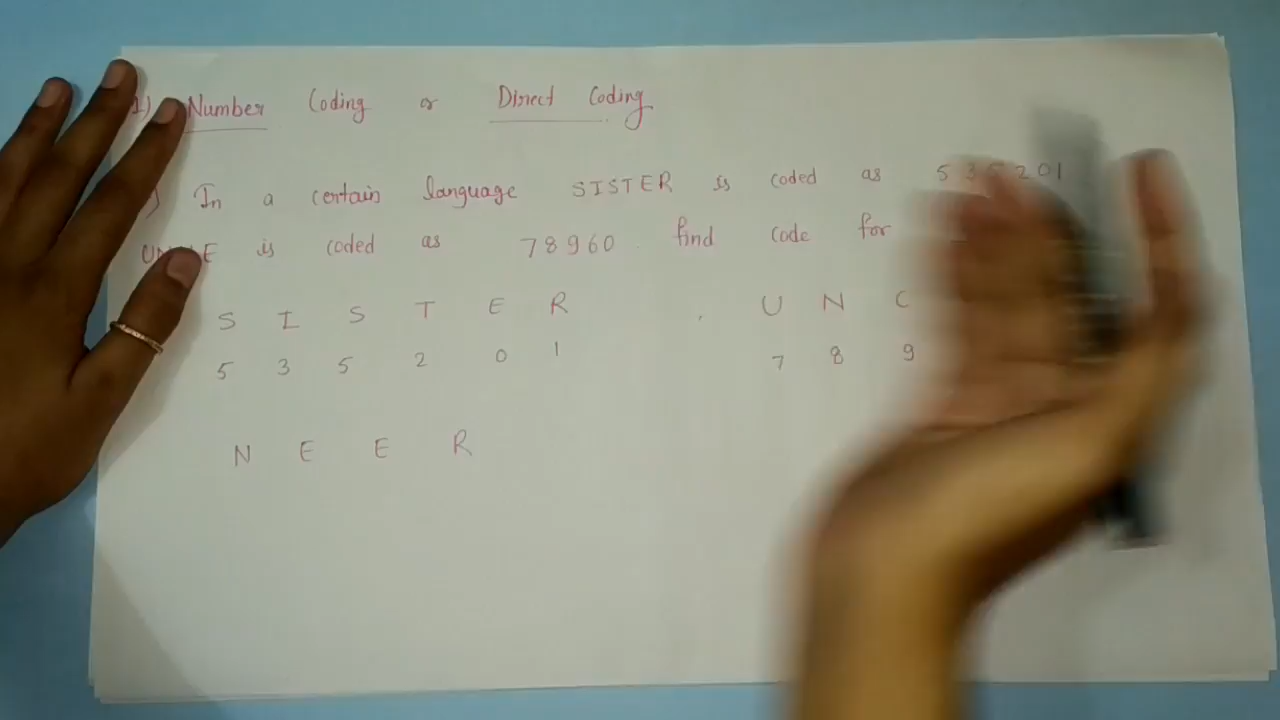 1) Number Coding or Direct Coding
In a certain language SISTER is coded as 535201
is coded as 78960. find code for
S I S T E R , U N C
5 3 5 2 0 1 7 8 9
N E E R